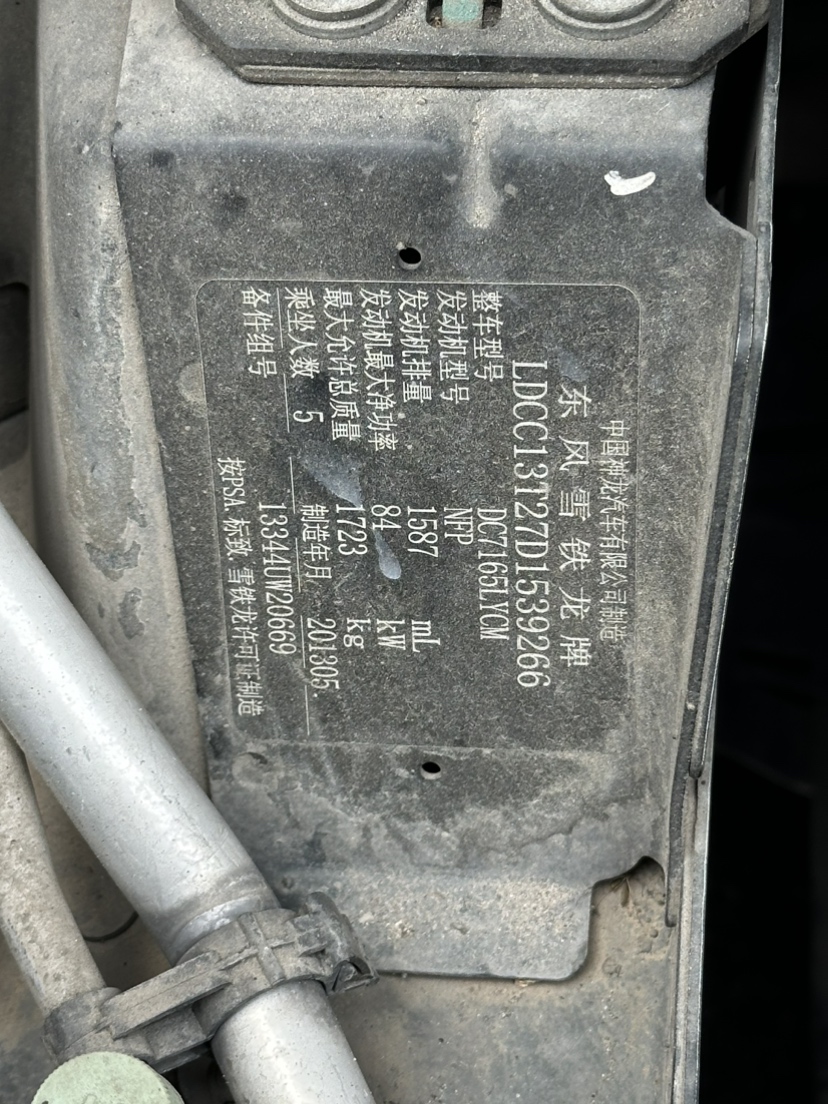 中国神龙汽车有限公司制造
东风雪铁龙牌
LDCC13T27D1539266
整车型号 DC7165LYCM
发动机型号 NFP
发动机排量 1587 mL
发动机最大净功率 84 kW
最大允许总质量 1723 kg
乘坐人数 5 制造年月 201305
备件组号 13344UW20669
按PSA.标致.雪铁龙许可证制造